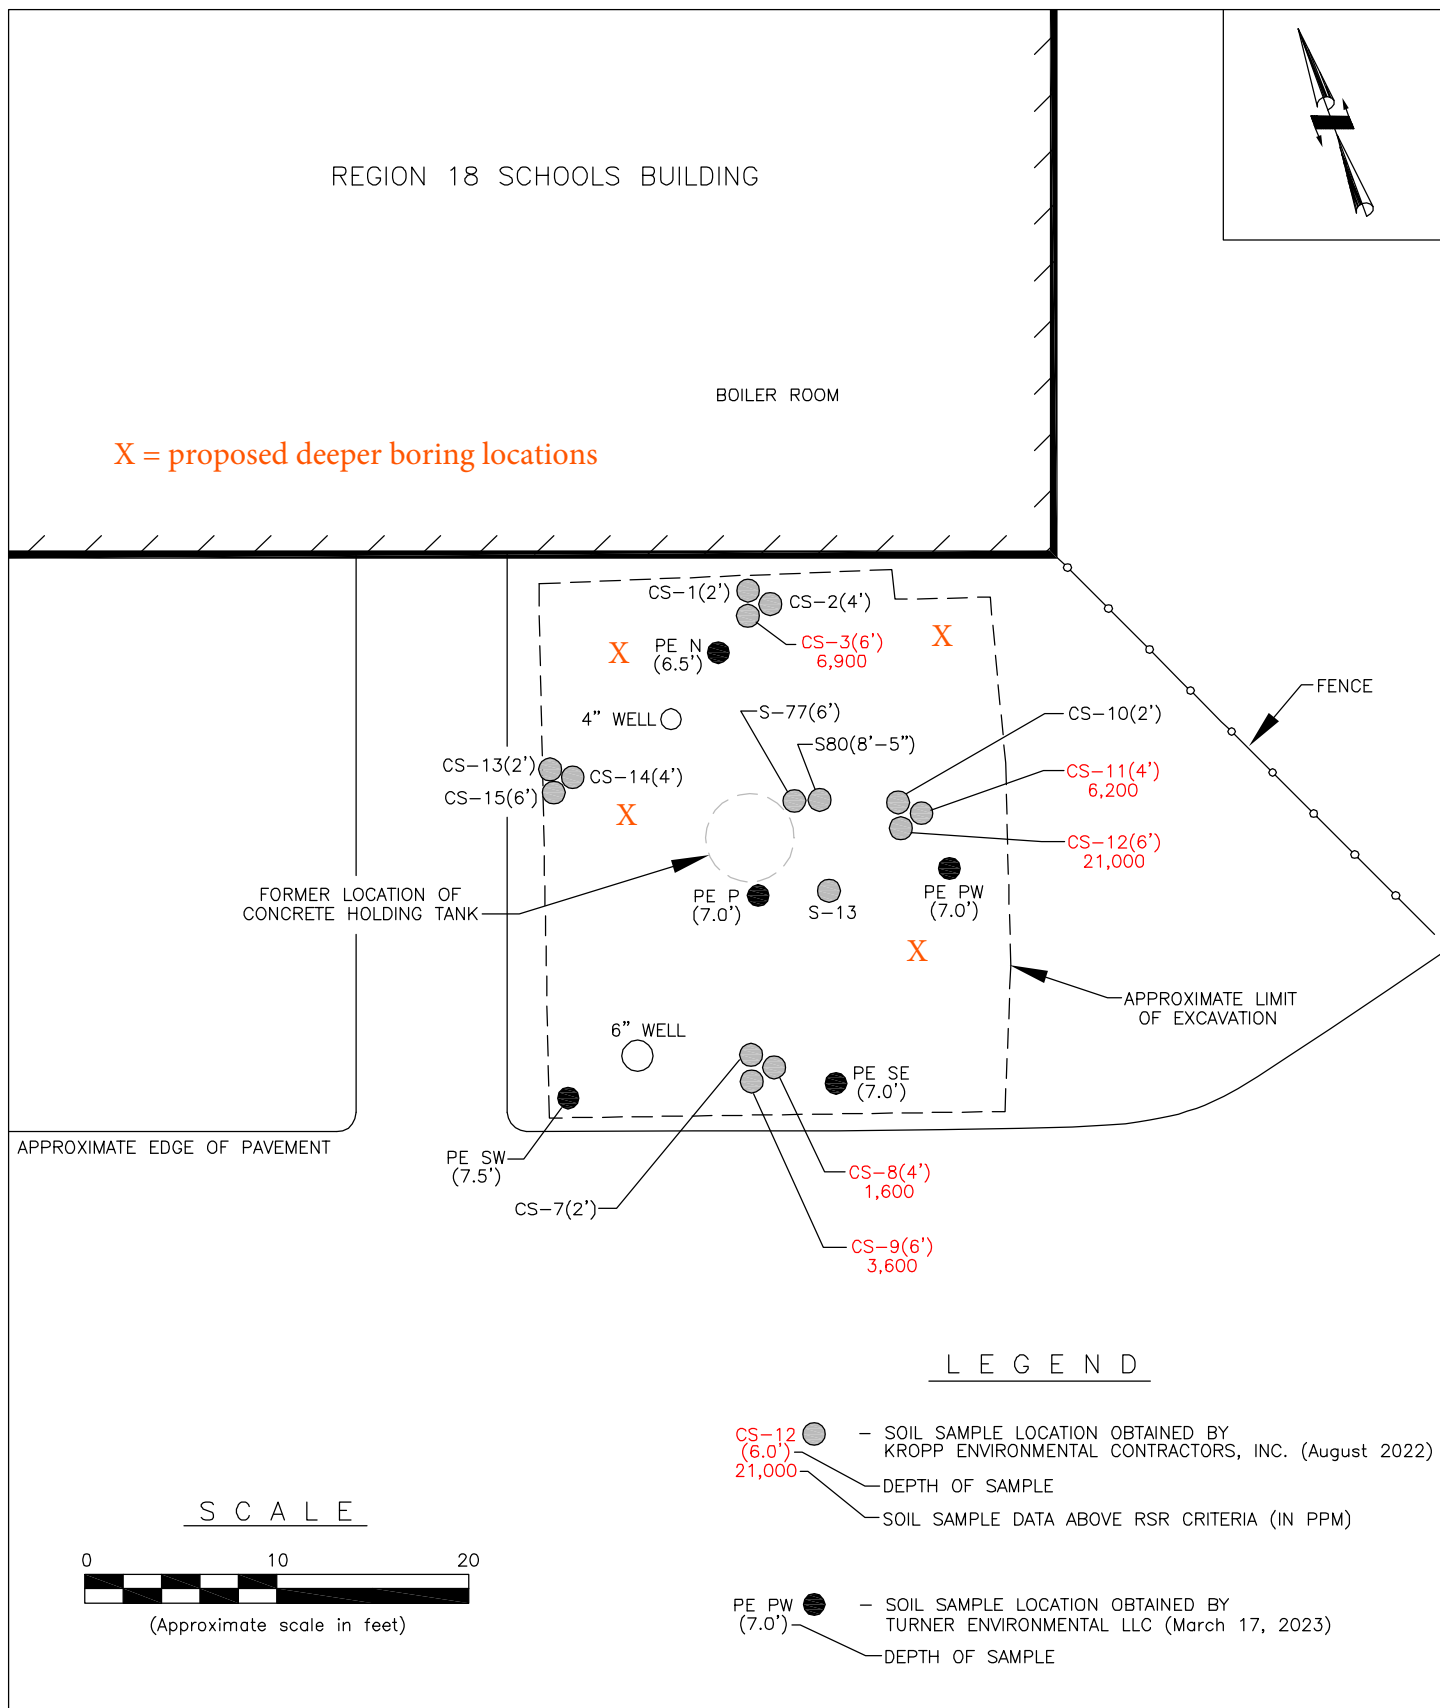 REGION 18 SCHOOLS BUILDING
BOILER ROOM
X = proposed deeper boring locations
CS-1(2')
CS-2(4')
X
X
PE N
(6.5')
CS-3(6')
6,900
FENCE
4" WELL
S-77(6')
CS-10(2')
S80(8'-5")
CS-13(2')
CS-14(4')
CS-15(6')
CS-11(4')
6,200
X
CS-12(6')
21,000
FORMER LOCATION OF
CONCRETE HOLDING TANK
PE P
(7.0')
S-13
PE PW
(7.0')
X
APPROXIMATE LIMIT
OF EXCAVATION
6" WELL
PE SE
(7.0')
APPROXIMATE EDGE OF PAVEMENT
PE SW
(7.5')
CS-8(4')
1,600
CS-7(2')
CS-9(6')
3,600
LEGEND
CS-12
(6.0')
21,000
- SOIL SAMPLE LOCATION OBTAINED BY
KROPP ENVIRONMENTAL CONTRACTORS, INC. (August 2022)
DEPTH OF SAMPLE
SOIL SAMPLE DATA ABOVE RSR CRITERIA (IN PPM)
SCALE
0 10 20
(Approximate scale in feet)
PE PW
(7.0')
- SOIL SAMPLE LOCATION OBTAINED BY
TURNER ENVIRONMENTAL LLC (March 17, 2023)
DEPTH OF SAMPLE